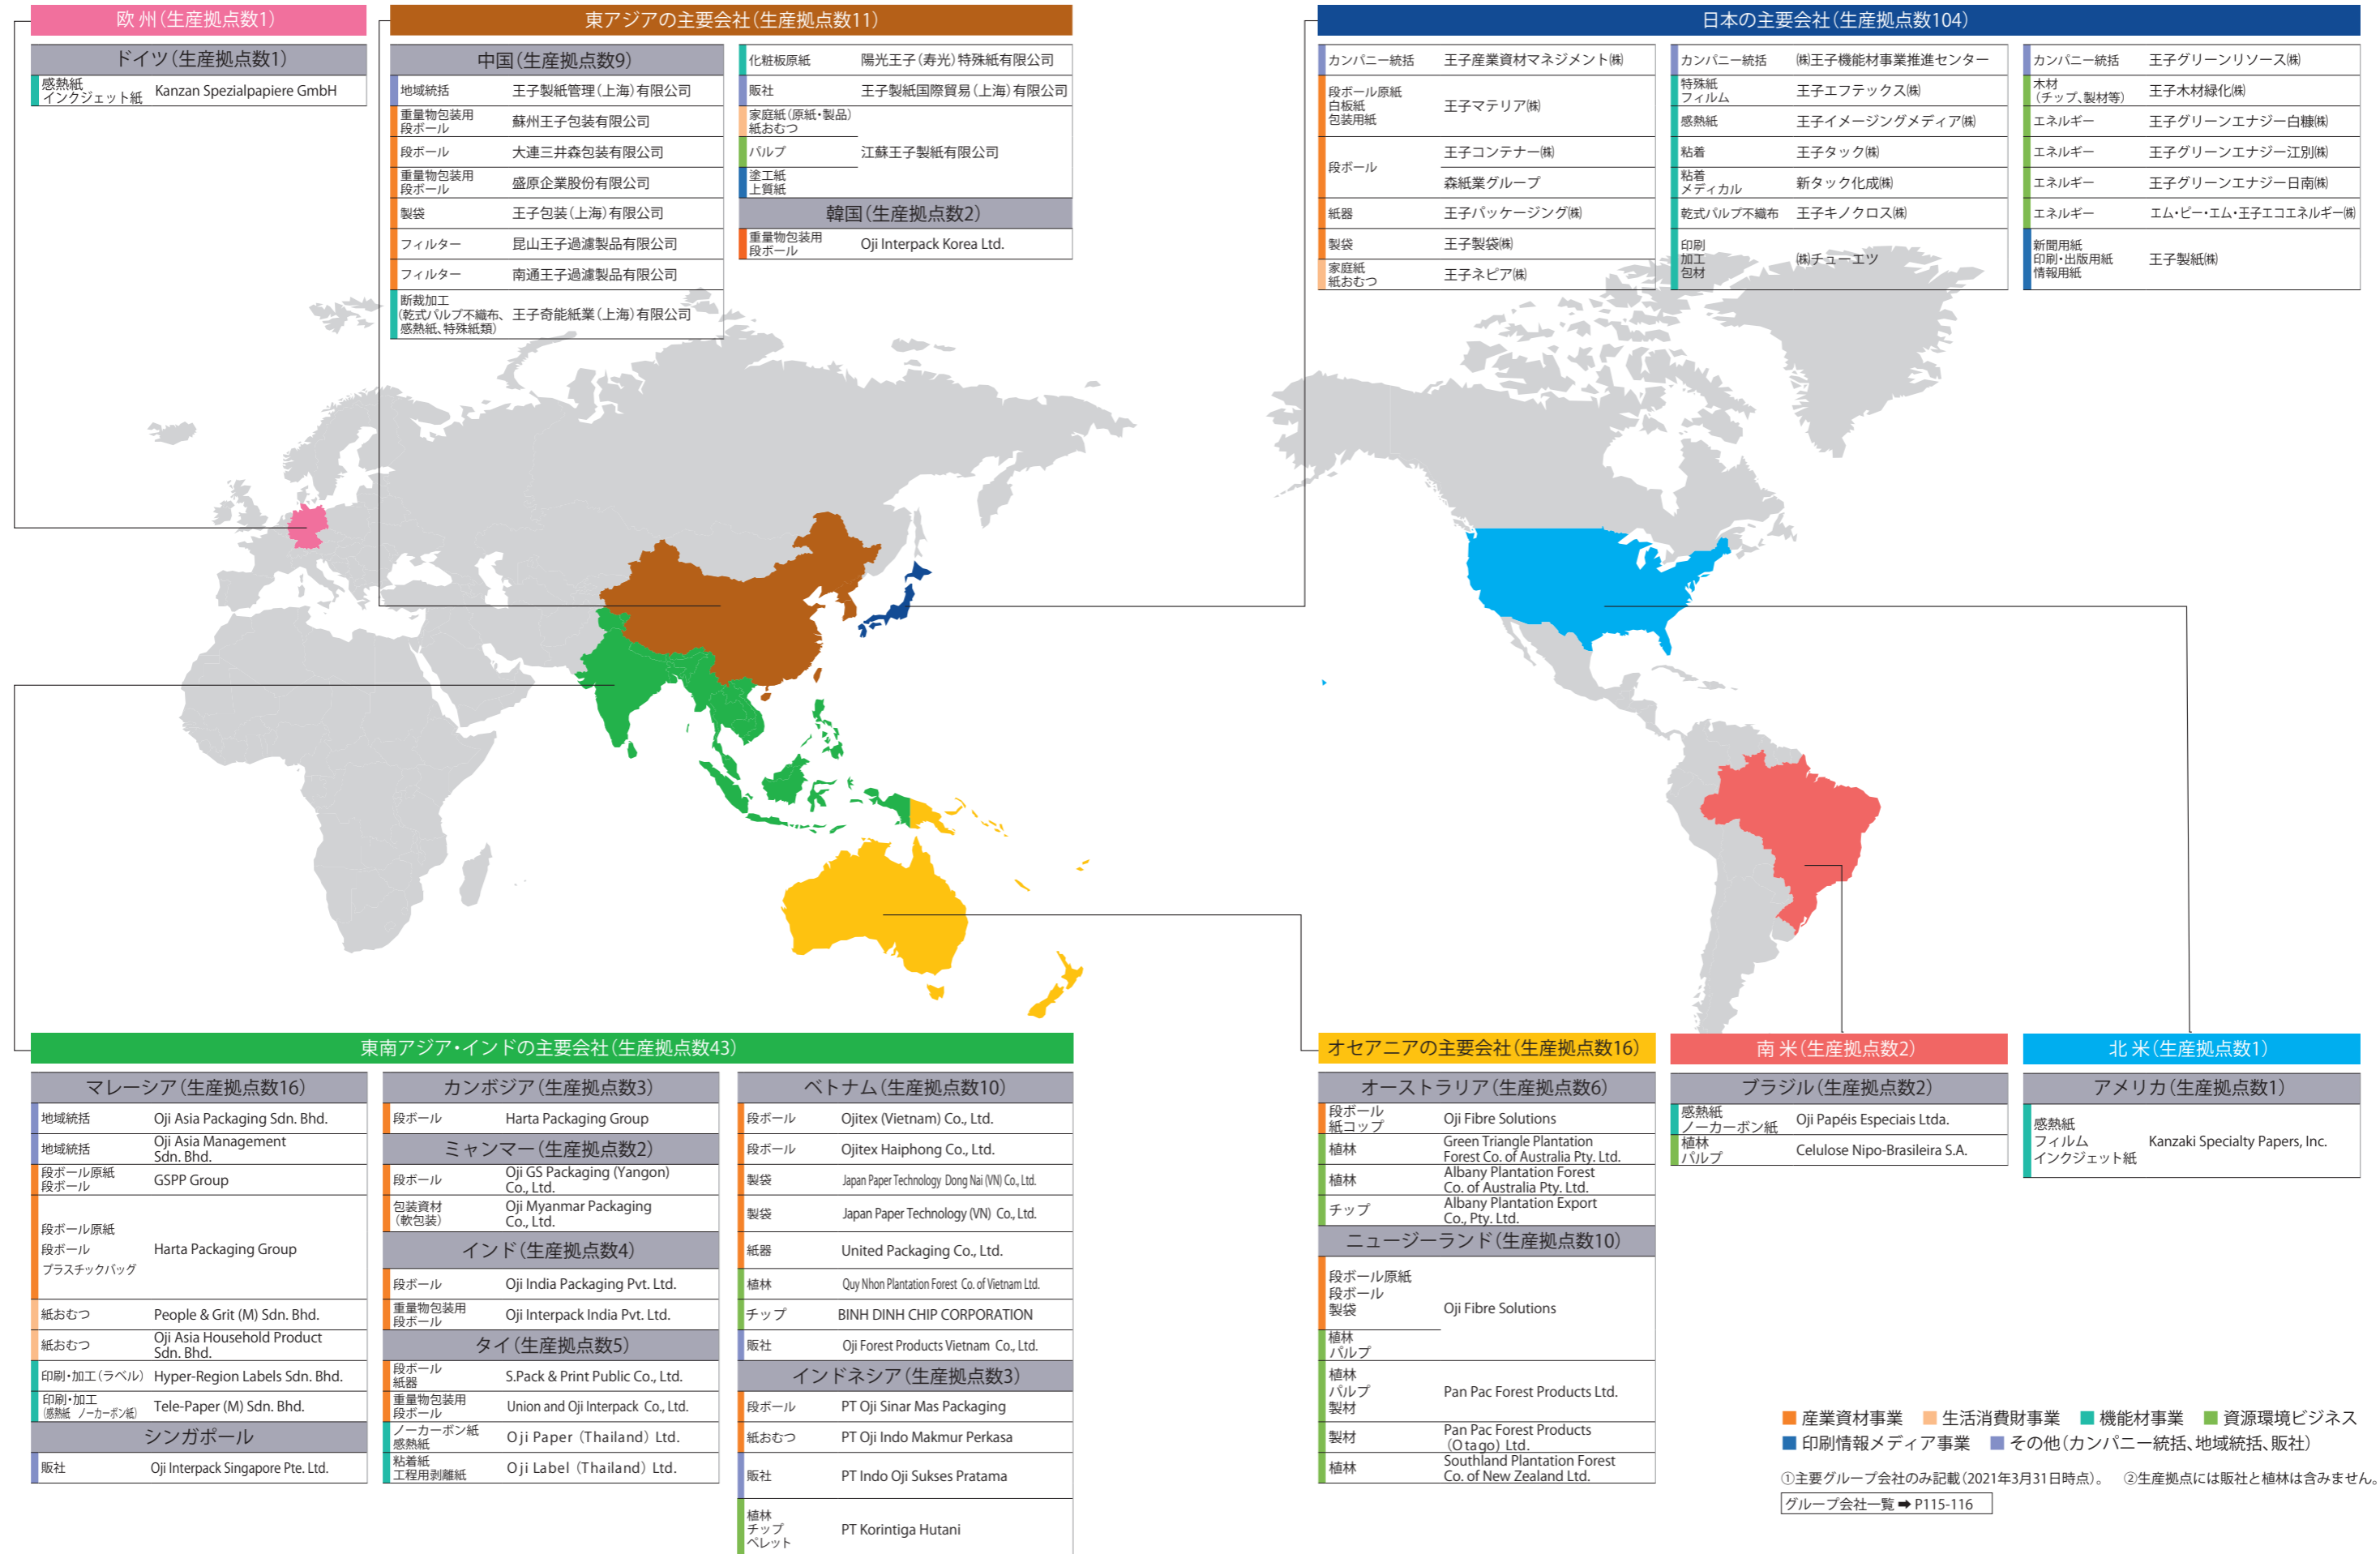 欧 州（生産拠点数1）
ドイツ（生産拠点数1）
感熱紙
インクジェット紙
Kanzan Spezialpapiere GmbH
東アジアの主要会社（生産拠点数11）
中国（生産拠点数9）
地域統括
王子製紙管理（上海）有限公司
重量物包装用
段ボール
蘇州王子包装有限公司
段ボール
大連三井森包装有限公司
重量物包装用
段ボール
盛原企業股份有限公司
製袋
王子包装（上海）有限公司
フィルター
昆山王子過濾製品有限公司
フィルター
南通王子過濾製品有限公司
断裁加工
（乾式パルプ不織布、
感熱紙、特殊紙類）
王子奇能紙業（上海）有限公司
化粧板原紙
陽光王子（寿光）特殊紙有限公司
販社
王子製紙国際貿易（上海）有限公司
家庭紙（原紙・製品）
紙おむつ
パルプ
塗工紙
上質紙
江蘇王子製紙有限公司
韓国（生産拠点数2）
重量物包装用
段ボール
Oji Interpack Korea Ltd.
日本の主要会社（生産拠点数104）
カンパニー統括
王子産業資材マネジメント㈱
段ボール原紙
白板紙
包装用紙
王子マテリア㈱
段ボール
王子コンテナー㈱
森紙業グループ
紙器
王子パッケージング㈱
製袋
王子製袋㈱
家庭紙
紙おむつ
王子ネピア㈱
カンパニー統括
㈱王子機能材事業推進センター
特殊紙
フィルム
王子エフテックス㈱
感熱紙
王子イメージングメディア㈱
粘着
王子タック㈱
粘着
メディカル
新タック化成㈱
乾式パルプ不織布
王子キノクロス㈱
印刷
加工
包材
㈱チューエツ
カンパニー統括
王子グリーンリソース㈱
木材
（チップ、製材等）
王子木材緑化㈱
エネルギー
王子グリーンエナジー白糠㈱
エネルギー
王子グリーンエナジー江別㈱
エネルギー
王子グリーンエナジー日南㈱
エネルギー
エム・ピー・エム・王子エコエネルギー㈱
新聞用紙
印刷・出版用紙
情報用紙
王子製紙㈱
東南アジア・インドの主要会社（生産拠点数43）
マレーシア（生産拠点数16）
地域統括
Oji Asia Packaging Sdn. Bhd.
地域統括
Oji Asia Management
Sdn. Bhd.
段ボール原紙
段ボール
GSPP Group
段ボール原紙
段ボール
プラスチックバッグ
Harta Packaging Group
紙おむつ
People & Grit (M) Sdn. Bhd.
紙おむつ
Oji Asia Household Product
Sdn. Bhd.
印刷・加工（ラベル）
Hyper-Region Labels Sdn. Bhd.
印刷・加工
（感熱紙 ノーカーボン紙）
Tele-Paper (M) Sdn. Bhd.
シンガポール
販社
Oji Interpack Singapore Pte. Ltd.
カンボジア（生産拠点数3）
段ボール
Harta Packaging Group
ミャンマー（生産拠点数2）
段ボール
Oji GS Packaging (Yangon)
Co., Ltd.
包装資材
（軟包装）
Oji Myanmar Packaging
Co., Ltd.
インド（生産拠点数4）
段ボール
Oji India Packaging Pvt. Ltd.
重量物包装用
段ボール
Oji Interpack India Pvt. Ltd.
タイ（生産拠点数5）
段ボール
紙器
S.Pack & Print Public Co., Ltd.
重量物包装用
段ボール
Union and Oji Interpack Co., Ltd.
ノーカーボン紙
感熱紙
Oji Paper (Thailand) Ltd.
粘着紙
工程用剥離紙
Oji Label (Thailand) Ltd.
ベトナム（生産拠点数10）
段ボール
Ojitex (Vietnam) Co., Ltd.
段ボール
Ojitex Haiphong Co., Ltd.
製袋
Japan Paper Technology Dong Nai (VN) Co., Ltd.
製袋
Japan Paper Technology (VN) Co., Ltd.
紙器
United Packaging Co., Ltd.
植林
Quy Nhon Plantation Forest Co. of Vietnam Ltd.
チップ
BINH DINH CHIP CORPORATION
販社
Oji Forest Products Vietnam Co., Ltd.
インドネシア（生産拠点数3）
段ボール
PT Oji Sinar Mas Packaging
紙おむつ
PT Oji Indo Makmur Perkasa
販社
PT Indo Oji Sukses Pratama
植林
チップ
ペレット
PT Korintiga Hutani
オセアニアの主要会社（生産拠点数16）
オーストラリア（生産拠点数6）
段ボール
紙コップ
Oji Fibre Solutions
植林
Green Triangle Plantation
Forest Co. of Australia Pty. Ltd.
植林
Albany Plantation Forest
Co. of Australia Pty. Ltd.
チップ
Albany Plantation Export
Co., Pty. Ltd.
ニュージーランド（生産拠点数10）
段ボール原紙
段ボール
製袋
植林
パルプ
Oji Fibre Solutions
植林
パルプ
製材
Pan Pac Forest Products Ltd.
製材
Pan Pac Forest Products
(Otago) Ltd.
植林
Southland Plantation Forest
Co. of New Zealand Ltd.
南 米（生産拠点数2）
ブラジル（生産拠点数2）
感熱紙
ノーカーボン紙
Oji Papéis Especiais Ltda.
植林
パルプ
Celulose Nipo-Brasileira S.A.
北 米（生産拠点数1）
アメリカ（生産拠点数1）
感熱紙
フィルム
インクジェット紙
Kanzaki Specialty Papers, Inc.
産業資材事業 生活消費財事業 機能材事業 資源環境ビジネス
印刷情報メディア事業 その他（カンパニー統括、地域統括、販社）
①主要グループ会社のみ記載（2021年3月31日時点）。 ②生産拠点には販社と植林は含みません。
グループ会社一覧 ➡ P115-116